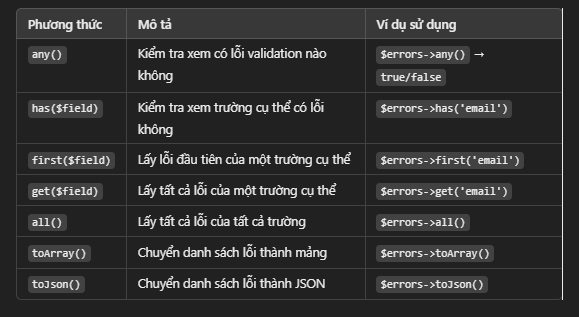 Phương thức Mô tả Ví dụ sử dụng
any() Kiểm tra xem có lỗi validation nào $errors->any() →
không true/false
has($field) Kiểm tra xem trường cụ thể có lỗi $errors->has('email')
không
first($field) Lấy lỗi đầu tiên của một trường cụ thể $errors->first('email')
get($field) Lấy tất cả lỗi của một trường cụ thể $errors->get('email')
all() Lấy tất cả lỗi của tất cả trường $errors->all()
toArray() Chuyển danh sách lỗi thành mảng $errors->toArray()
toJson() Chuyển danh sách lỗi thành JSON $errors->toJson()